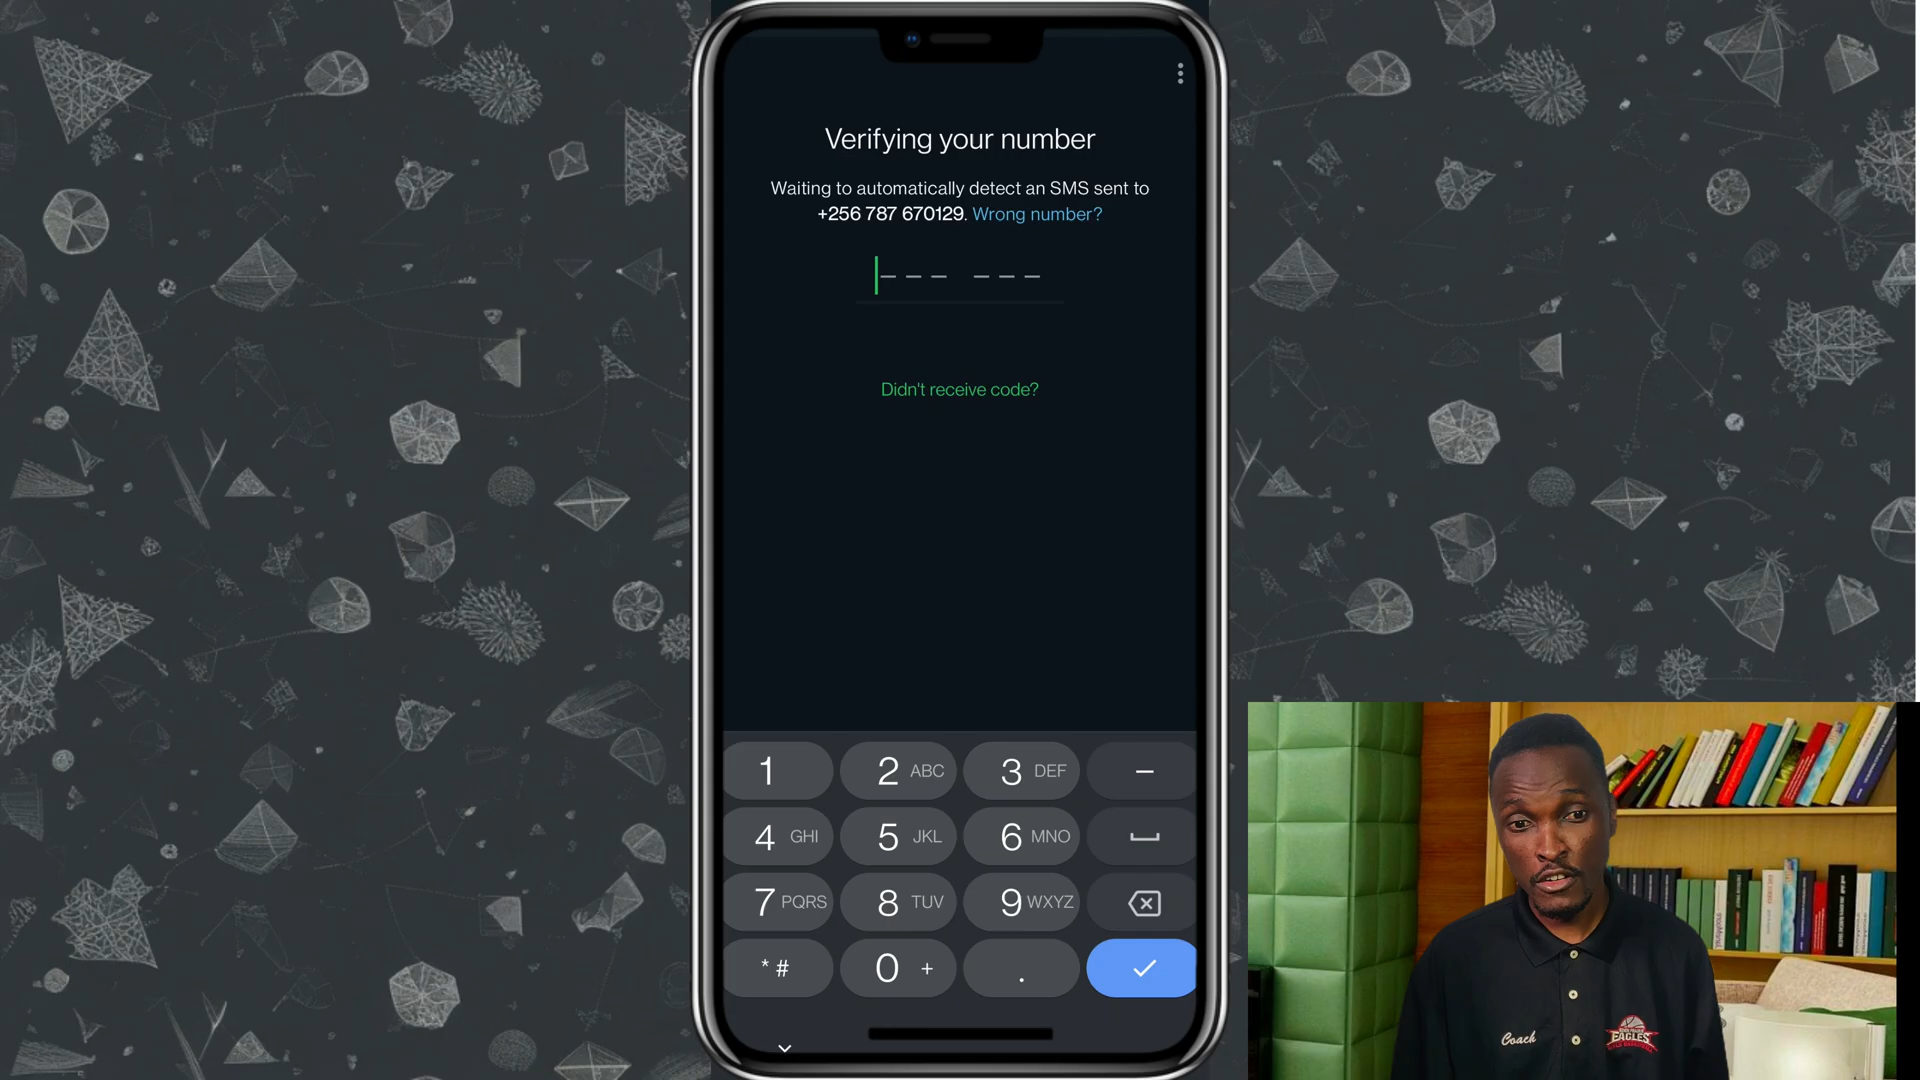 Verifying your number
Waiting to automatically detect an SMS sent to
+256 787 670129. Wrong number?
— — — — — —
Didn't receive code?
1 2 ABC 3 DEF –
4 GHI 5 JKL 6 MNO
7 PQRS 8 TUV 9 WXYZ
* # 0 + .
Coach
EAGLES